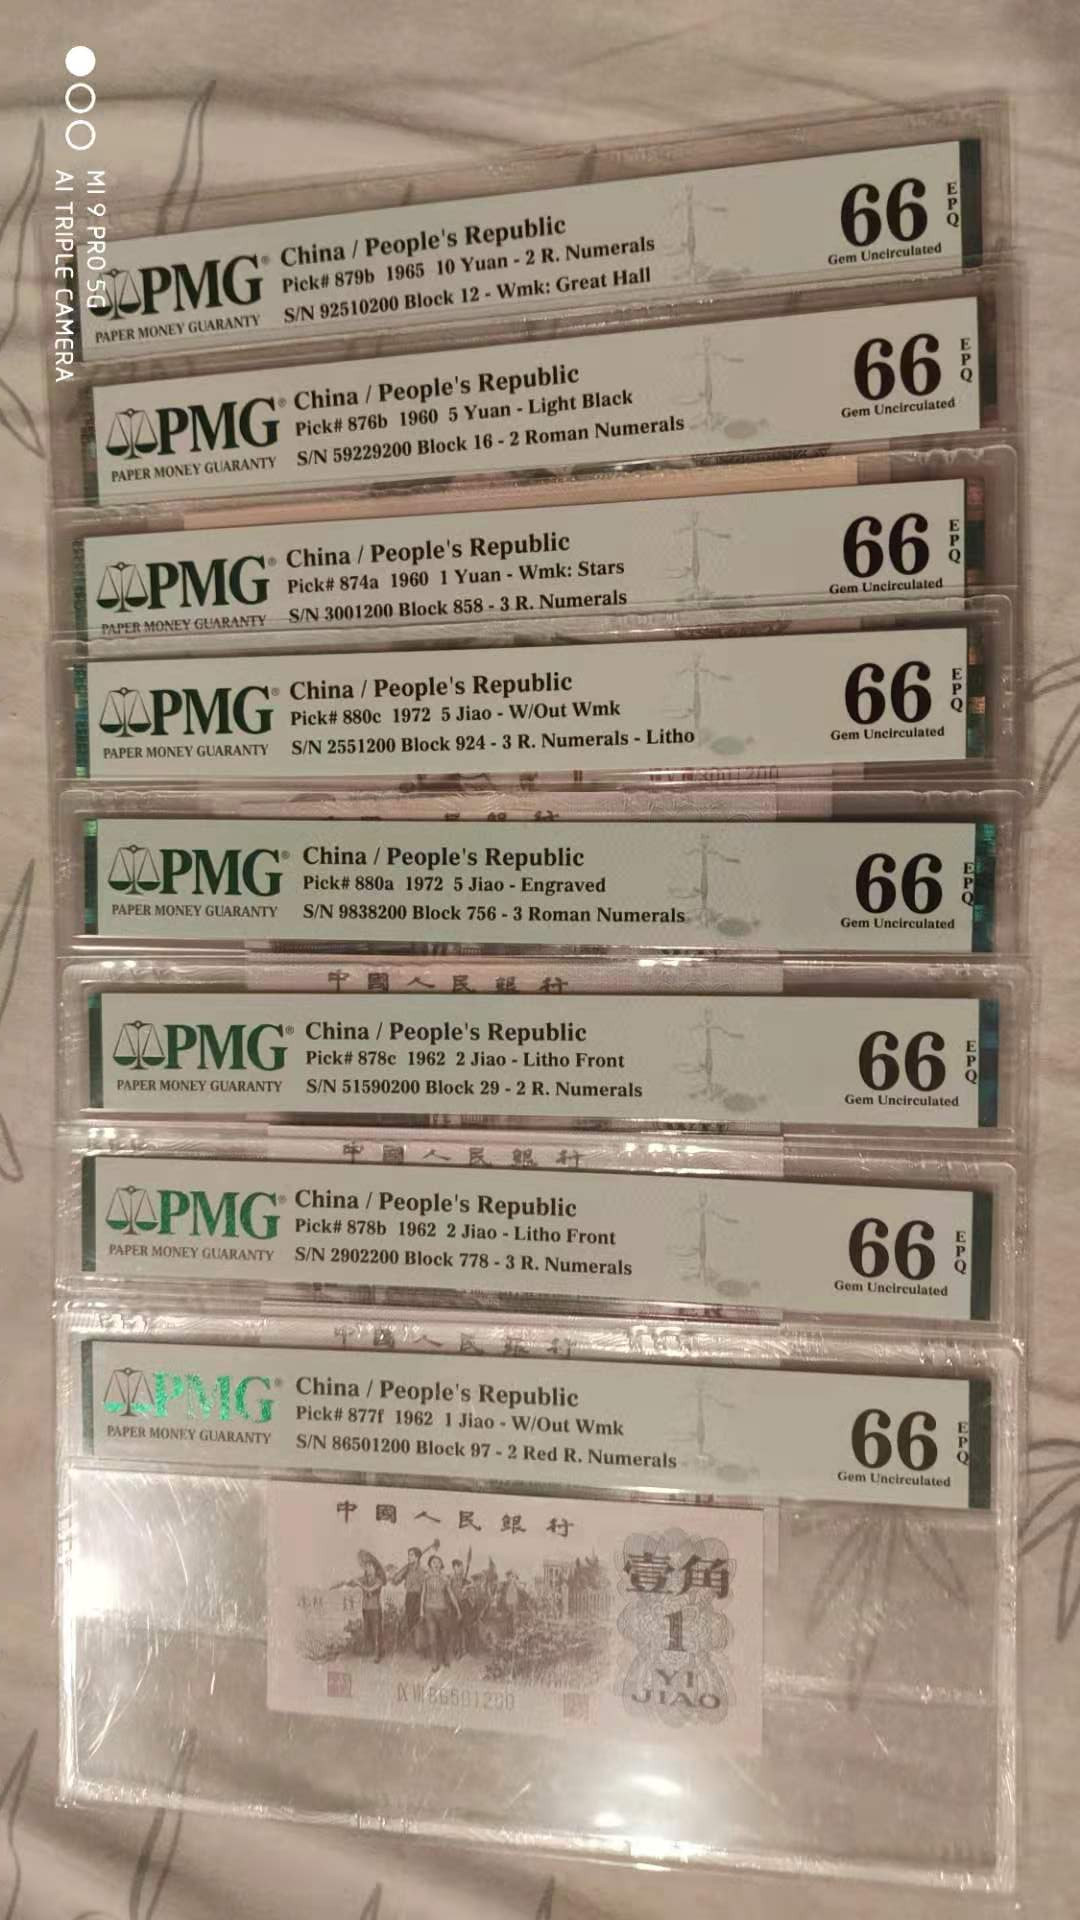 MI 9 PRO 5G
AI TRIPLE CAMERA
PMG®
PAPER MONEY GUARANTY
China / People's Republic
Pick# 879b 1965 10 Yuan - 2 R. Numerals
S/N 92510200 Block 12 - Wmk: Great Hall
66
EPQ
Gem Uncirculated
PMG®
PAPER MONEY GUARANTY
China / People's Republic
Pick# 876b 1960 5 Yuan - Light Black
S/N 59229200 Block 16 - 2 Roman Numerals
66
EPQ
Gem Uncirculated
PMG®
PAPER MONEY GUARANTY
China / People's Republic
Pick# 874a 1960 1 Yuan - Wmk: Stars
S/N 3001200 Block 858 - 3 R. Numerals
66
EPQ
Gem Uncirculated
PMG®
PAPER MONEY GUARANTY
China / People's Republic
Pick# 880c 1972 5 Jiao - W/Out Wmk
S/N 2551200 Block 924 - 3 R. Numerals - Litho
66
EPQ
Gem Uncirculated
3001200
PMG®
PAPER MONEY GUARANTY
China / People's Republic
Pick# 880a 1972 5 Jiao - Engraved
S/N 9838200 Block 756 - 3 Roman Numerals
66
EPQ
Gem Uncirculated
中國人民銀行
PMG®
PAPER MONEY GUARANTY
China / People's Republic
Pick# 878c 1962 2 Jiao - Litho Front
S/N 51590200 Block 29 - 2 R. Numerals
66
EPQ
Gem Uncirculated
中國人民銀行
PMG®
PAPER MONEY GUARANTY
China / People's Republic
Pick# 878b 1962 2 Jiao - Litho Front
S/N 2902200 Block 778 - 3 R. Numerals
66
EPQ
Gem Uncirculated
中國人民銀行
PMG®
PAPER MONEY GUARANTY
China / People's Republic
Pick# 877f 1962 1 Jiao - W/Out Wmk
S/N 86501200 Block 97 - 2 Red R. Numerals
66
EPQ
Gem Uncirculated
中國人民銀行
壹角
1
YI
JIAO
IX VII 86501200